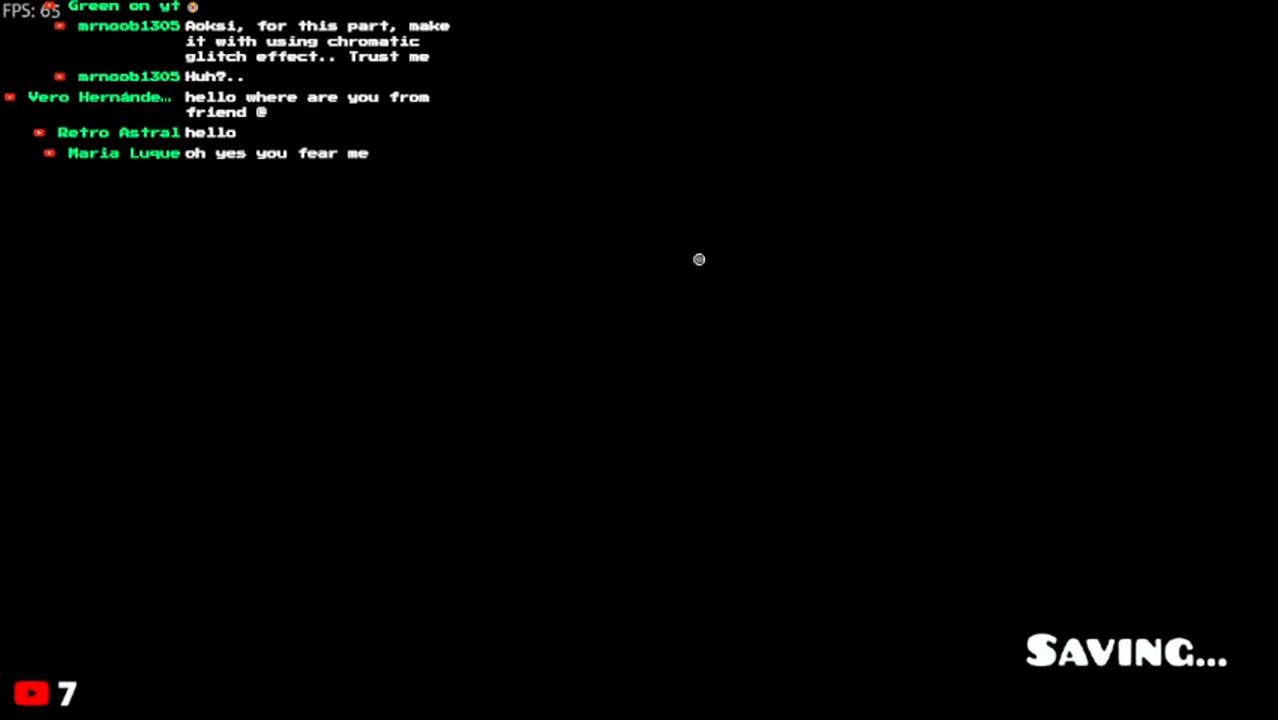 FPS: 65
Green on yt
mrnoob1305 Aoksi, for this part, make
it with using chromatic
glitch effect.. Trust me
mrnoob1305 Huh?..
Vero Hernánde… hello where are you from
friend @
Retro Astral hello
Maria Luque oh yes you fear me
SAVING...
7